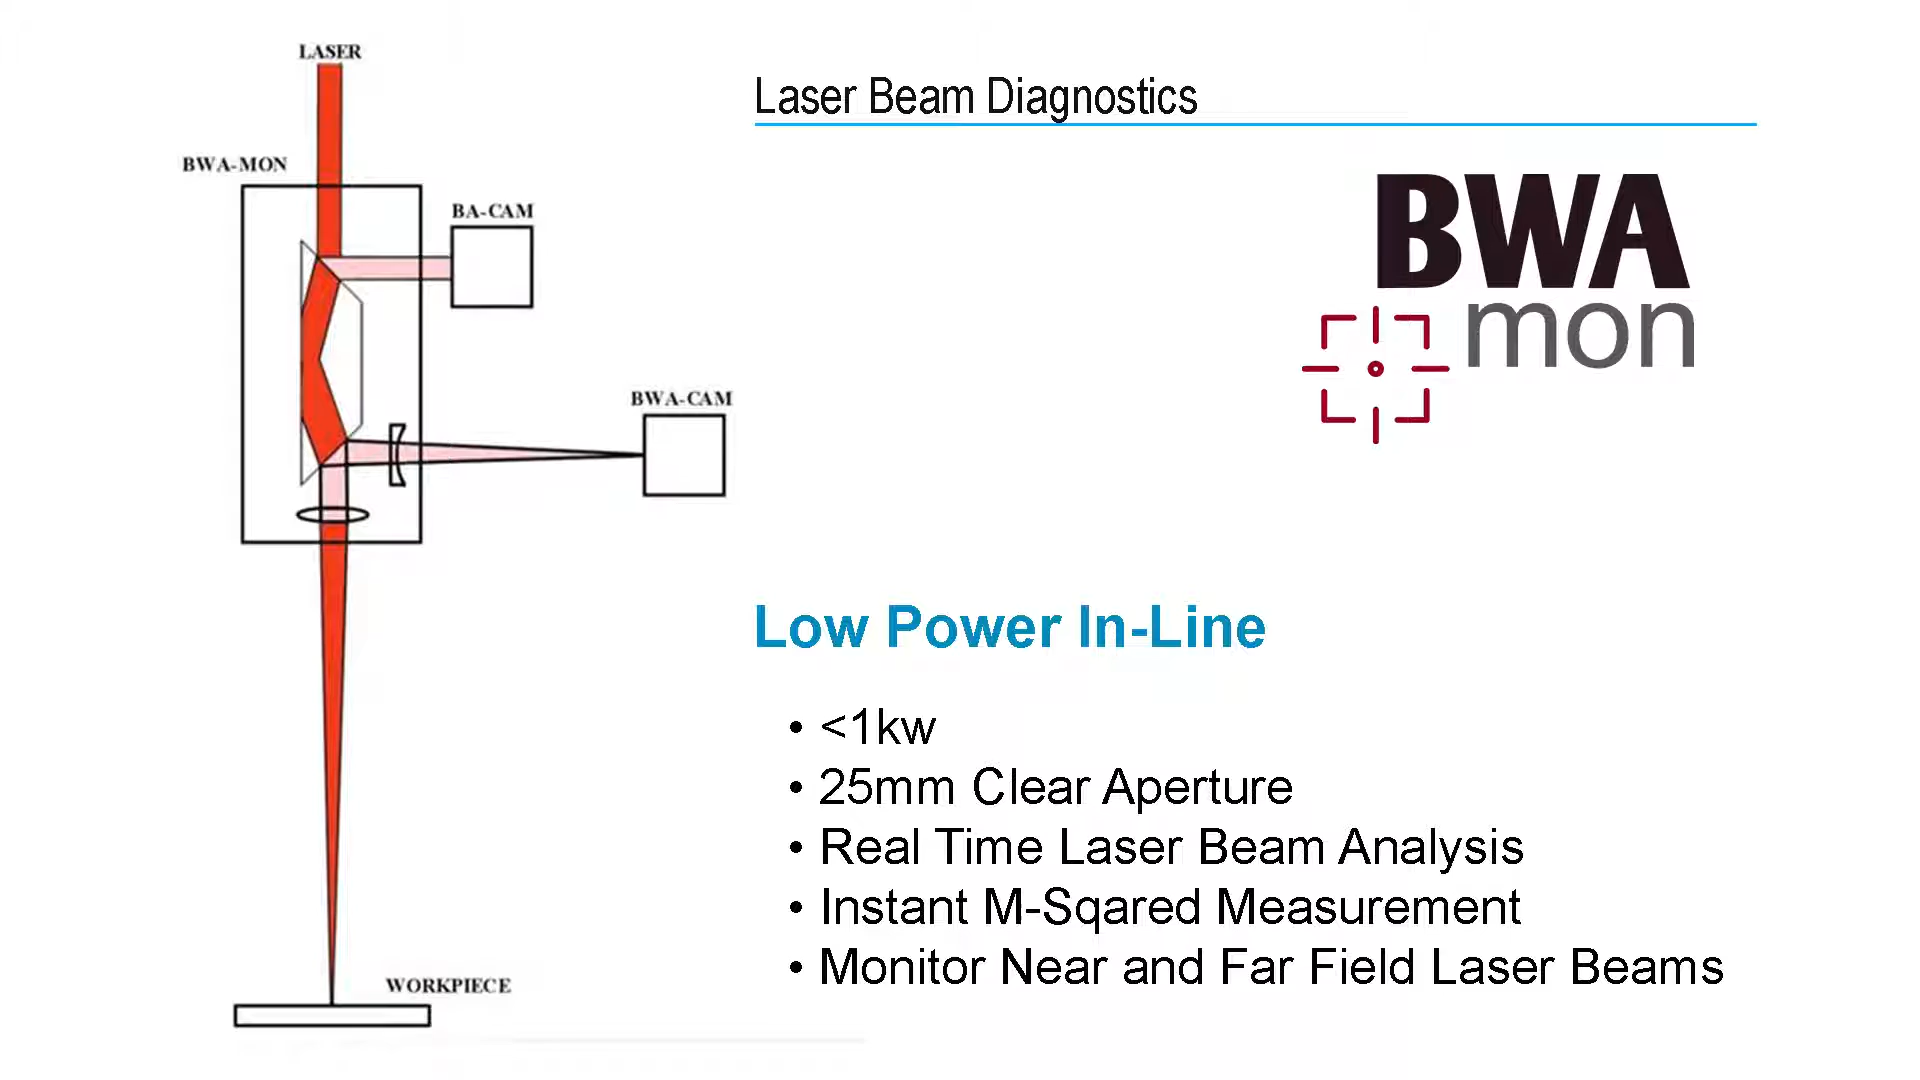 LASER
BWA-MON
BA-CAM
BWA-CAM
WORKPIECE
Laser Beam Diagnostics
BWA
mon
Low Power In-Line
• <1kw
• 25mm Clear Aperture
• Real Time Laser Beam Analysis
• Instant M-Sqared Measurement
• Monitor Near and Far Field Laser Beams